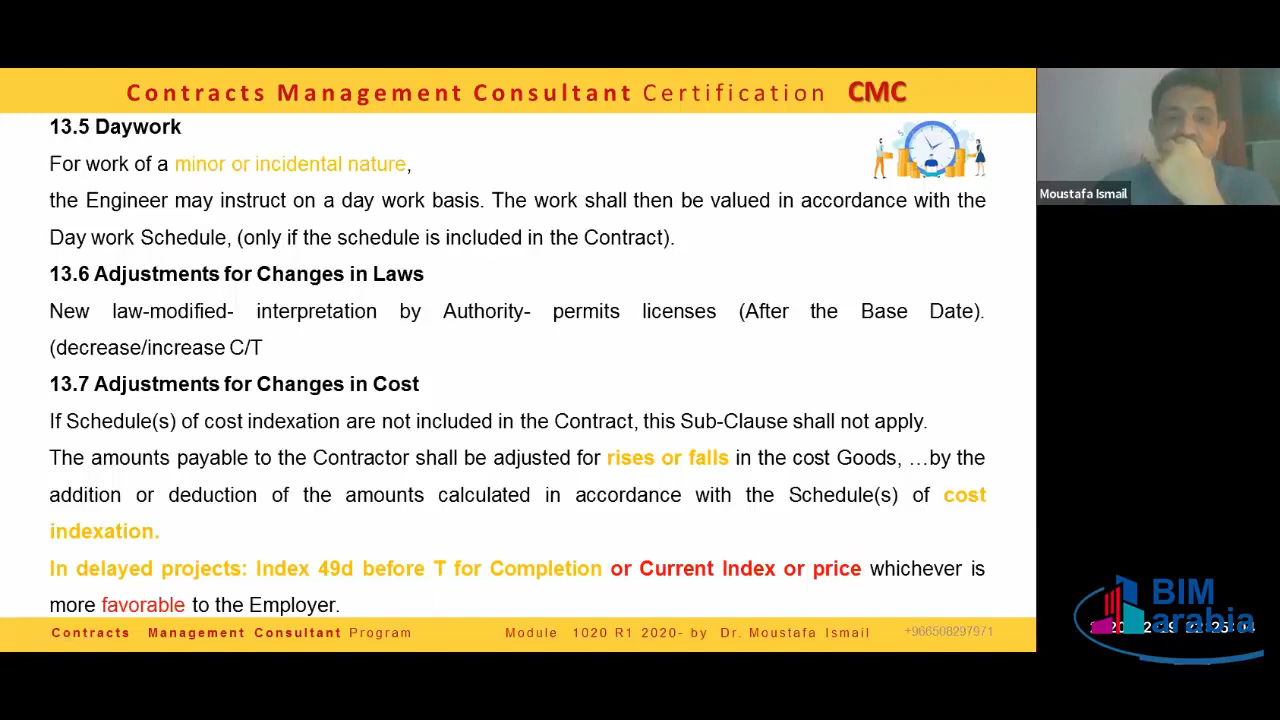 Contracts Management Consultant Certification CMC
13.5 Daywork
For work of a minor or incidental nature,
the Engineer may instruct on a day work basis. The work shall then be valued in accordance with the
Day work Schedule, (only if the schedule is included in the Contract).
13.6 Adjustments for Changes in Laws
New law-modified- interpretation by Authority- permits licenses (After the Base Date).
(decrease/increase C/T
13.7 Adjustments for Changes in Cost
If Schedule(s) of cost indexation are not included in the Contract, this Sub-Clause shall not apply.
The amounts payable to the Contractor shall be adjusted for rises or falls in the cost Goods, …by the
addition or deduction of the amounts calculated in accordance with the Schedule(s) of cost
indexation.
In delayed projects: Index 49d before T for Completion or Current Index or price whichever is
more favorable to the Employer.
Contracts Management Consultant Program Module 1020 R1 2020- by Dr. Moustafa Ismail +966508297971
Moustafa Ismail
BIM
arabia